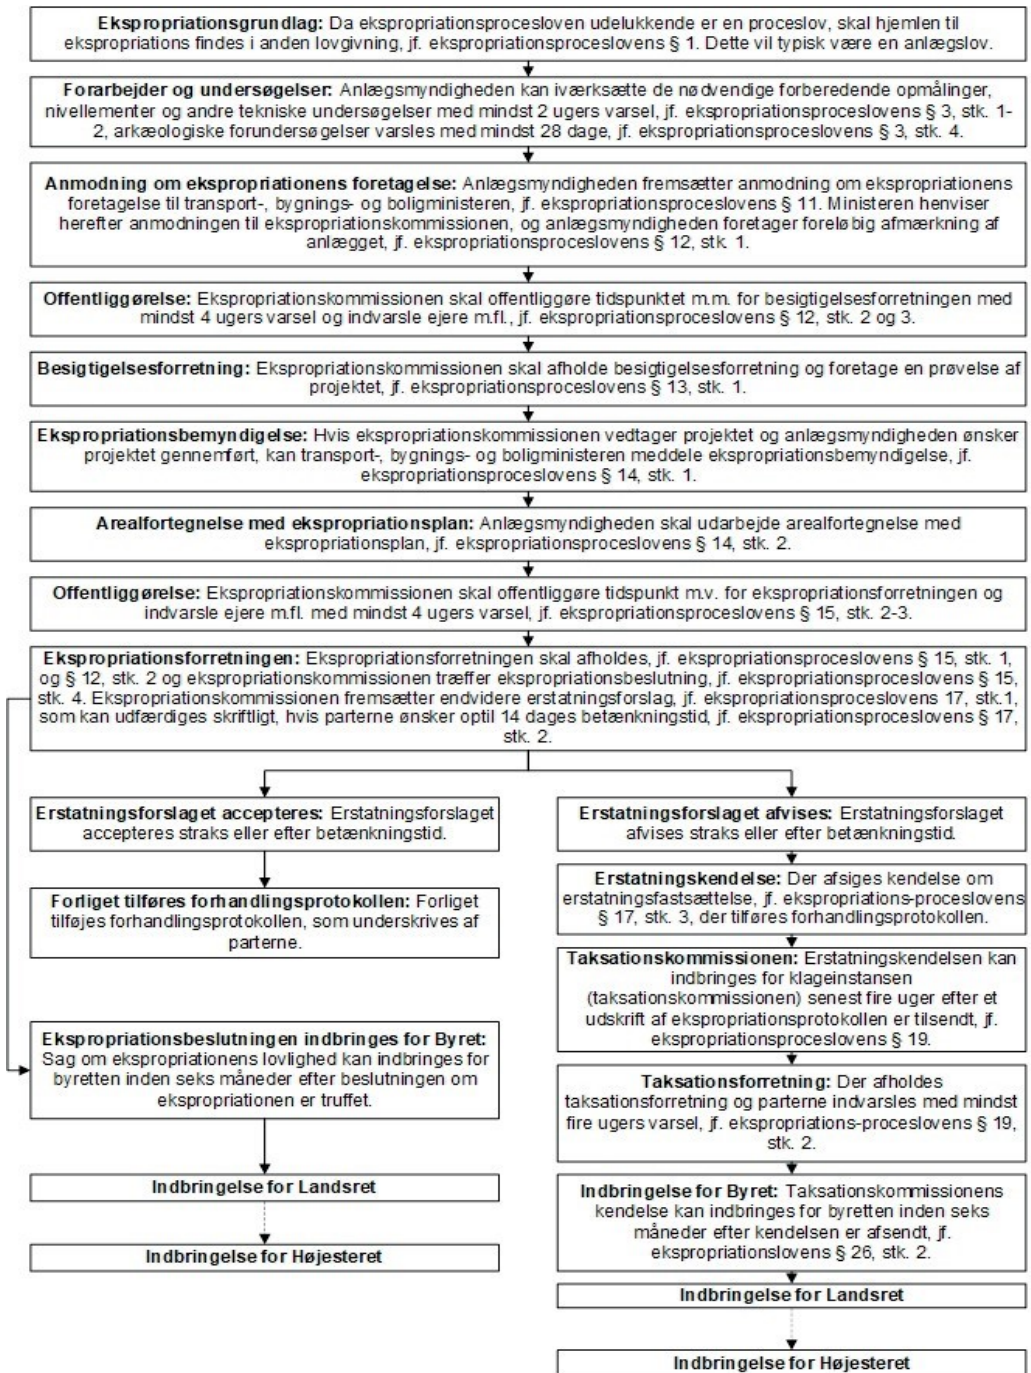 Ekspropriationsgrundlag: Da ekspropriationsprocesloven udelukkende er en proceslov, skal hjemlen til
ekspropriations findes i anden lovgivning, jf. ekspropriationsproceslovens § 1. Dette vil typisk være en anlægslov.
Forarbejder og undersøgelser: Anlægsmyndigheden kan iværksætte de nødvendige forberedende opmålinger,
nivellementer og andre tekniske undersøgelser med mindst 2 ugers varsel, jf. ekspropriationsproceslovens § 3, stk. 1-
2, arkæologiske forundersøgelser varsles med mindst 28 dage, jf. ekspropriationsproceslovens § 3, stk. 4.
Anmodning om ekspropriationens foretagelse: Anlægsmyndigheden fremsætter anmodning om ekspropriationens
foretagelse til transport-, bygnings- og boligministeren, jf. ekspropriationsproceslovens § 11. Ministeren henviser
herefter anmodningen til ekspropriationskommissionen, og anlægsmyndigheden foretager foreløbig afmærkning af
anlægget, jf. ekspropriationsproceslovens § 12, stk. 1.
Offentliggørelse: Ekspropriationskommissionen skal offentliggøre tidspunktet m.m. for besigtigelsesforretningen med
mindst 4 ugers varsel og indvarsle ejere m.fl., jf. ekspropriationsproceslovens § 12, stk. 2 og 3.
Besigtigelsesforretning: Ekspropriationskommissionen skal afholde besigtigelsesforretning og foretage en prøvelse af
projektet, jf. ekspropriationsproceslovens § 13, stk. 1.
Ekspropriationsbemyndigelse: Hvis ekspropriationskommissionen vedtager projektet og anlægsmyndigheden ønsker
projektet gennemført, kan transport-, bygnings- og boligministeren meddele ekspropriationsbemyndigelse, jf.
ekspropriationsproceslovens § 14, stk. 1.
Arealfortegnelse med ekspropriationsplan: Anlægsmyndigheden skal udarbejde arealfortegnelse med
ekspropriationsplan, jf. ekspropriationsproceslovens § 14, stk. 2.
Offentliggørelse: Ekspropriationskommissionen skal offentliggøre tidspunkt m.v. for ekspropriationsforretningen og
indvarsle ejere m.fl. med mindst 4 ugers varsel, jf. ekspropriationsproceslovens § 15, stk. 2-3.
Ekspropriationsforretningen: Ekspropriationsforretningen skal afholdes, jf. ekspropriationsproceslovens § 15, stk. 1,
og § 12, stk. 2 og ekspropriationskommissionen træffer ekspropriationsbeslutning, jf. ekspropriationsproceslovens § 15,
stk. 4. Ekspropriationskommissionen fremsætter endvidere erstatningsforslag, jf. ekspropriationsproceslovens 17, stk.1,
som kan udfærdiges skriftligt, hvis parterne ønsker optil 14 dages betænkningstid, jf. ekspropriationsproceslovens § 17,
stk. 2.
Erstatningsforslaget accepteres: Erstatningsforslaget
accepteres straks eller efter betænkningstid.
Forliget tilføres forhandlingsprotokollen: Forliget
tilføjes forhandlingsprotokollen, som underskrives af
parterne.
Ekspropriationsbeslutningen indbringes for Byret:
Sag om ekspropriationens lovlighed kan indbringes for
byretten inden seks måneder efter beslutningen om
ekspropriationen er truffet.
Indbringelse for Landsret
Indbringelse for Højesteret
Erstatningsforslaget afvises: Erstatningsforslaget
afvises straks eller efter betænkningstid.
Erstatningskendelse: Der afsiges kendelse om
erstatningsfastsættelse, jf. ekspropriations-proceslovens
§ 17, stk. 3, der tilføres forhandlingsprotokollen.
Taksationskommissionen: Erstatningskendelsen kan
indbringes for klageinstansen
(taksationskommissionen) senest fire uger efter et
udskrift af ekspropriationsprotokollen er tilsendt, jf.
ekspropriationsproceslovens § 19.
Taksationsforretning: Der afholdes
taksationsforretning og parterne indvarsles med mindst
fire ugers varsel, jf. ekspropriations-proceslovens § 19,
stk. 2.
Indbringelse for Byret: Taksationskommissionens
kendelse kan indbringes for byretten inden seks
måneder efter kendelsen er afsendt, jf.
ekspropriationslovens § 26, stk. 2.
Indbringelse for Landsret
Indbringelse for Højesteret